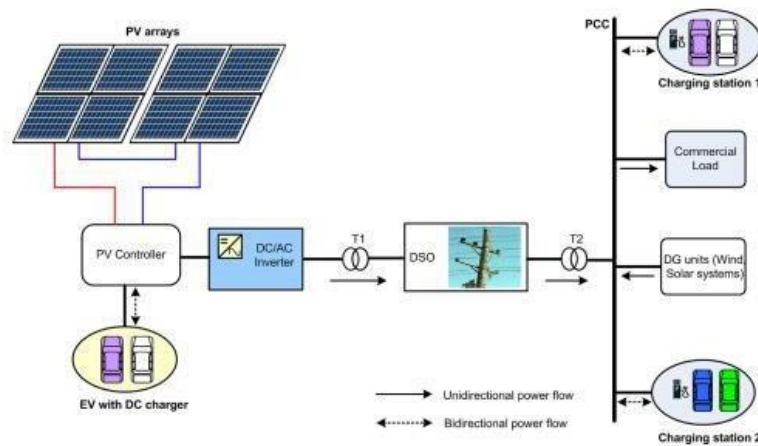 PV arrays
PCC
Charging station 1
Commercial
Load
T1
T2
PV Controller
DC/AC
Inverter
DSO
DG units (Wind,
Solar systems)
EV with DC charger
Unidirectional power flow
Bidirectional power flow
Charging station 2